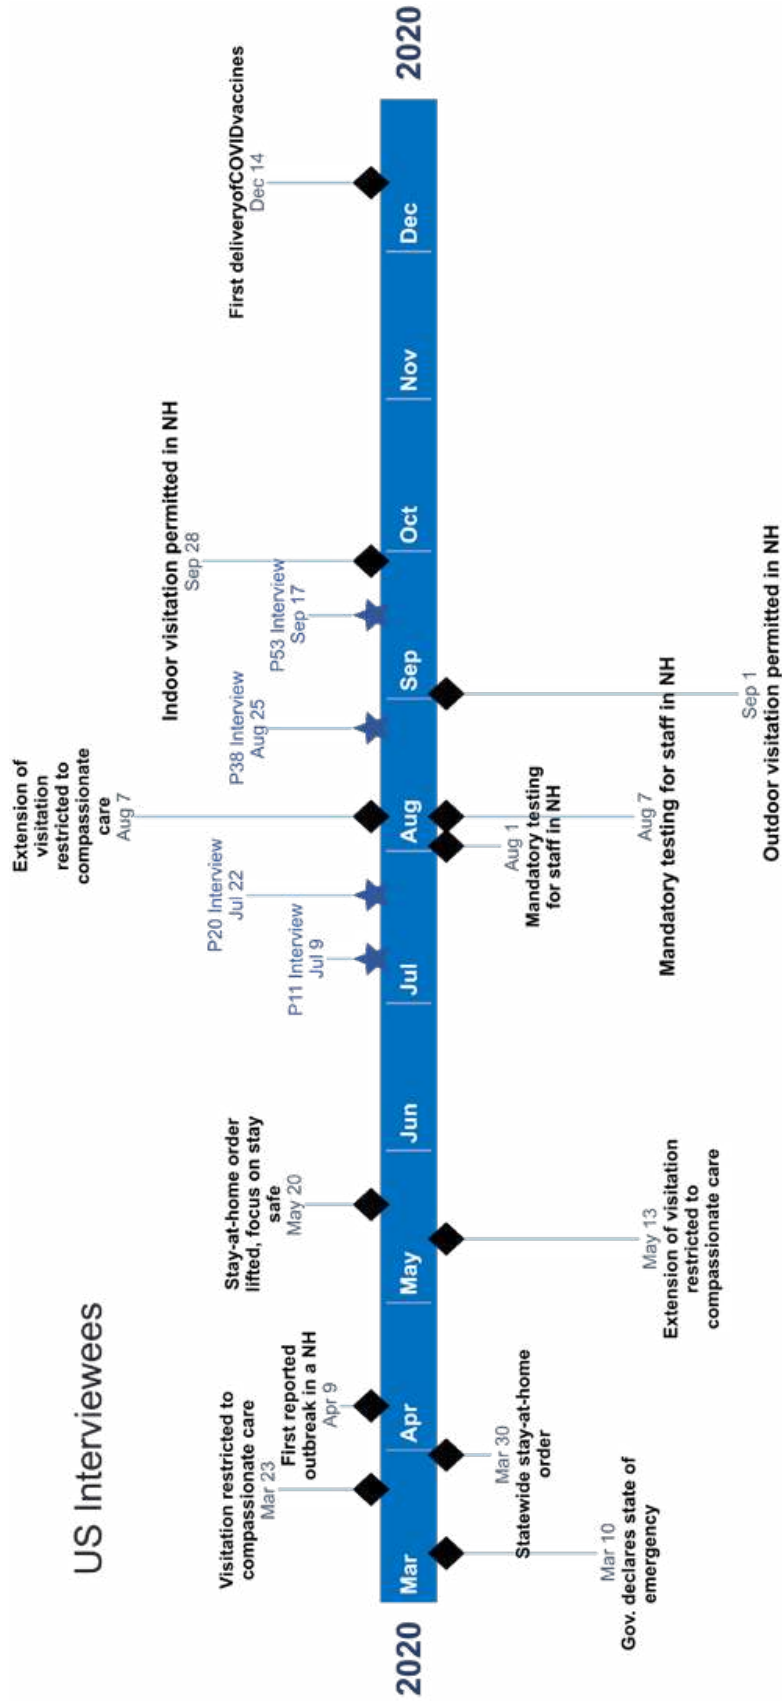 US Interviewees
Visitation restricted to
compassionate care
Mar 23
First reported
outbreak in a NH
Apr 9
Stay-at-home order
lifted, focus on stay
safe
May 20
P11 Interview
Jul 9
P20 Interview
Jul 22
Extension of
visitation
restricted to
compassionate
care
Aug 7
P38 Interview
Aug 25
P53 Interview
Sep 17
Indoor visitation permitted in NH
Sep 28
First deliveryofCOVIDvaccines
Dec 14
2020
Mar
Apr
May
Jun
Jul
Aug
Sep
Oct
Nov
Dec
2020
Mar 10
Gov. declares state of
emergency
Mar 30
Statewide stay-at-home
order
May 13
Extension of visitation
restricted to
compassionate care
Aug 1
Mandatory testing
for staff in NH
Aug 7
Mandatory testing for staff in NH
Sep 1
Outdoor visitation permitted in NH